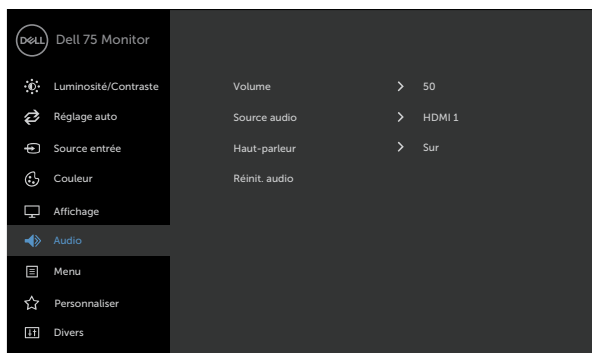 DELL Dell 75 Monitor
Luminosité/Contraste
Réglage auto
Source entrée
Couleur
Affichage
Audio
Menu
Personnaliser
Divers
Volume 50
Source audio HDMI 1
Haut-parleur Sur
Réinit. audio